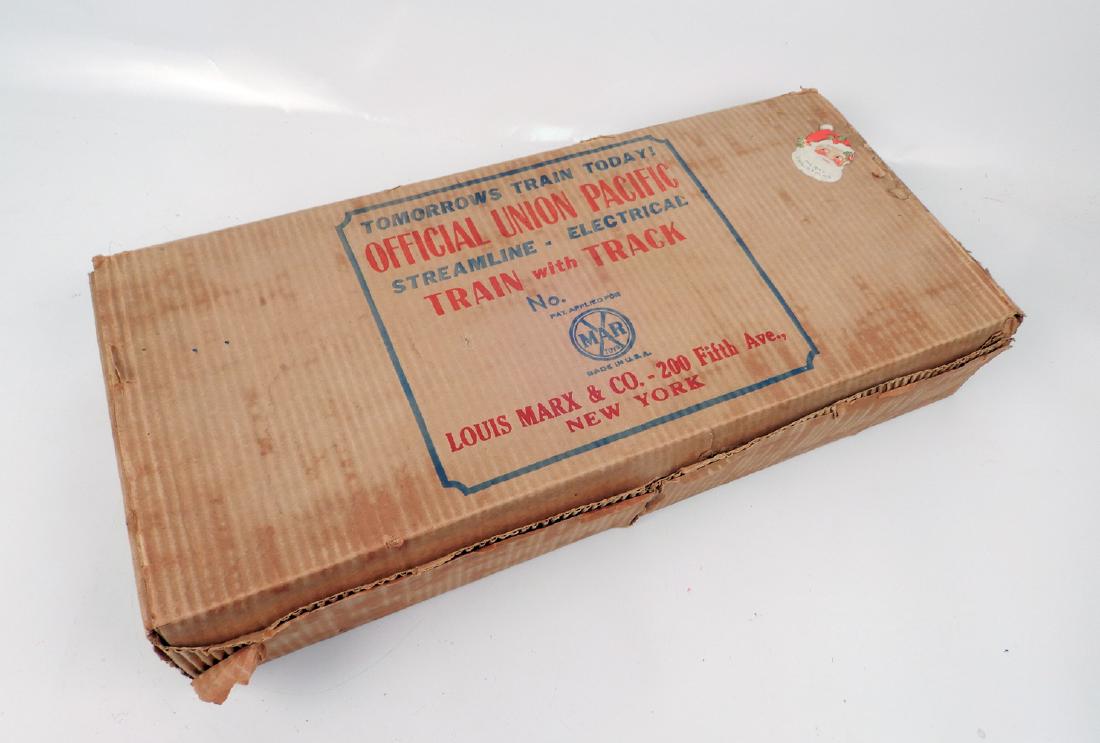 TOMORROWS TRAIN TODAY!
OFFICIAL UNION PACIFIC
STREAMLINE - ELECTRICAL
TRAIN with TRACK
No.
PAT. APPLIED FOR
MAR
TOYS
MADE IN U.S.A.
LOUIS MARX & CO. - 200 Fifth Ave.,
NEW YORK